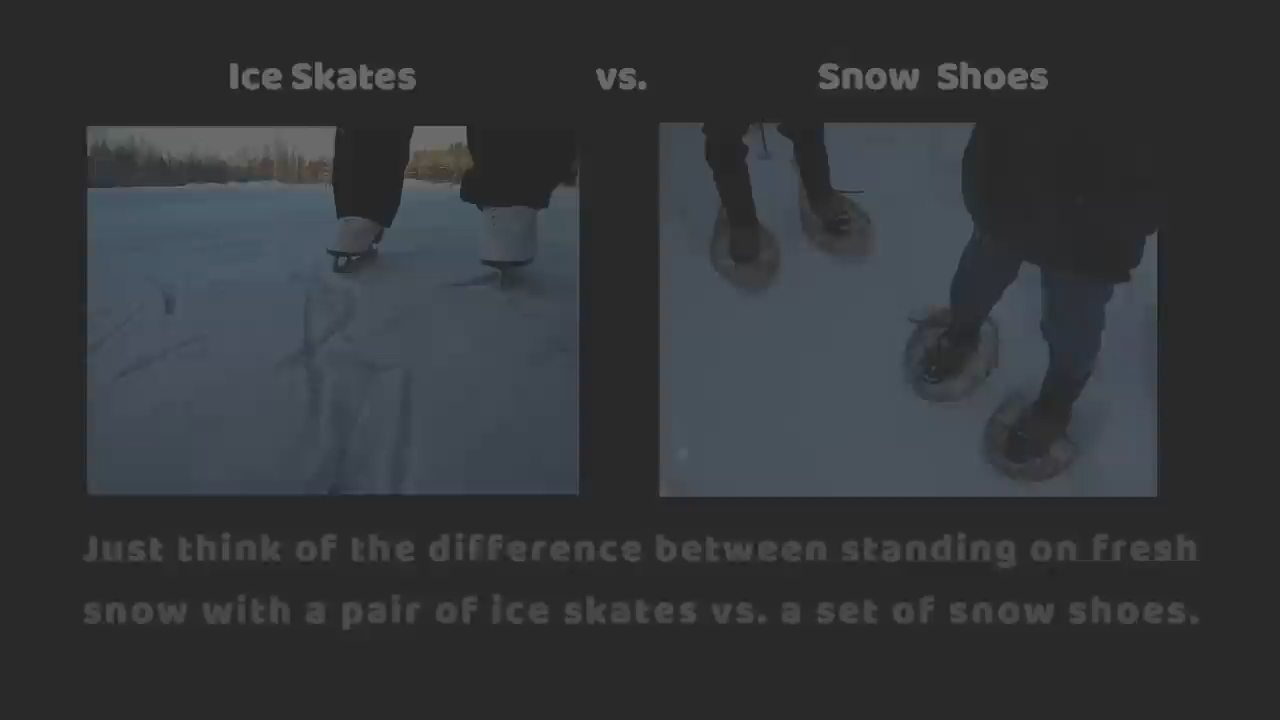 Ice Skates vs. Snow Shoes
Just think of the difference between standing on fresh
snow with a pair of ice skates vs. a set of snow shoes.